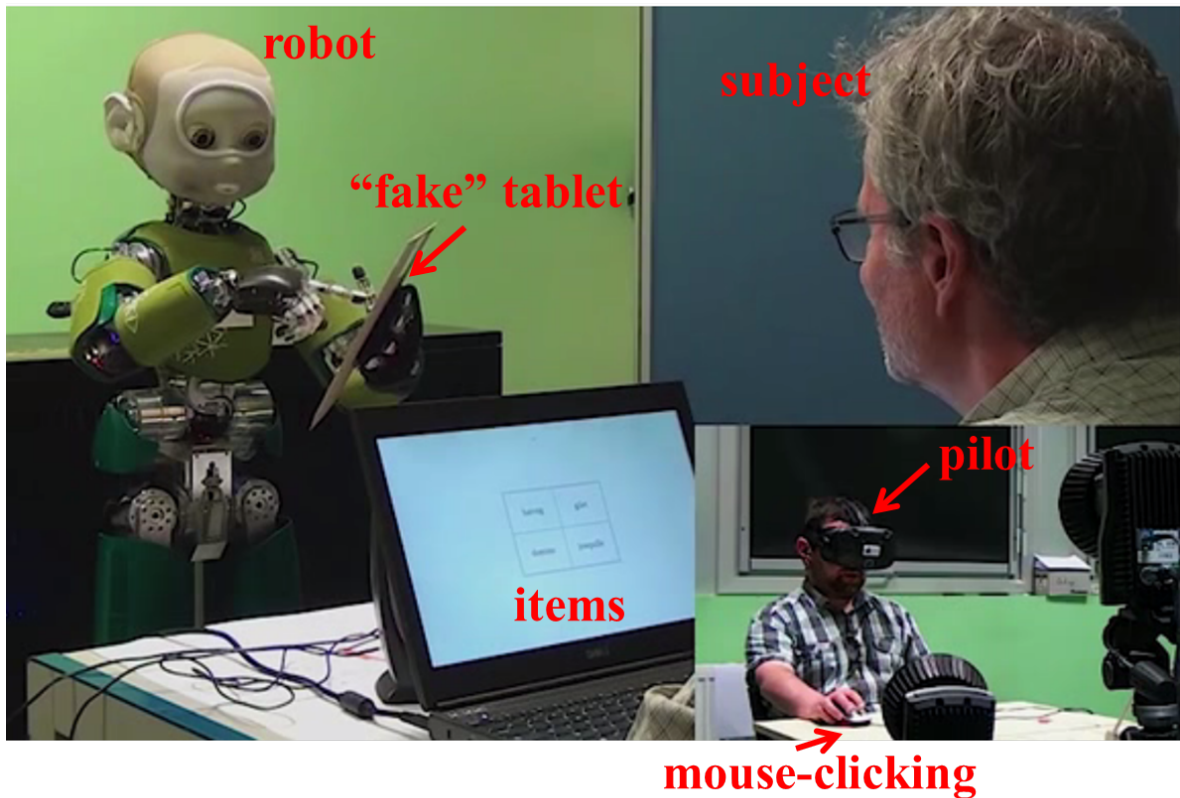 robot
subject
“fake” tablet
pilot
items
mouse-clicking